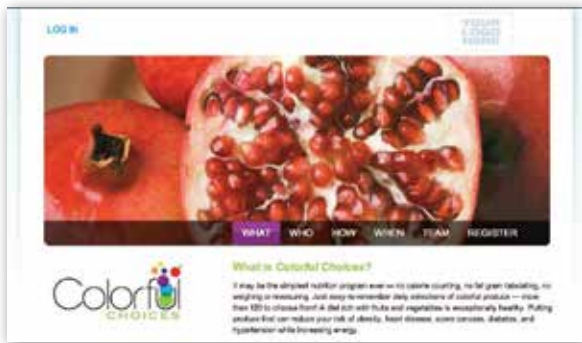 LOG IN
YOUR
LOGO
HERE
WHAT WHO HOW WHEN TEAM REGISTER
Colorful
CHOICES
What is Colorful Choices?
It may be the simplest nutrition program ever — no calorie counting, no fat gram tabulating, no
weighing or measuring. Just easy-to-remember daily selections of colorful produce — more
than 100 to choose from! A diet rich with fruits and vegetables is exceptionally healthy. Putting
produce first can reduce your risk of obesity, heart disease, some cancers, diabetes, and
hypertension while increasing energy.